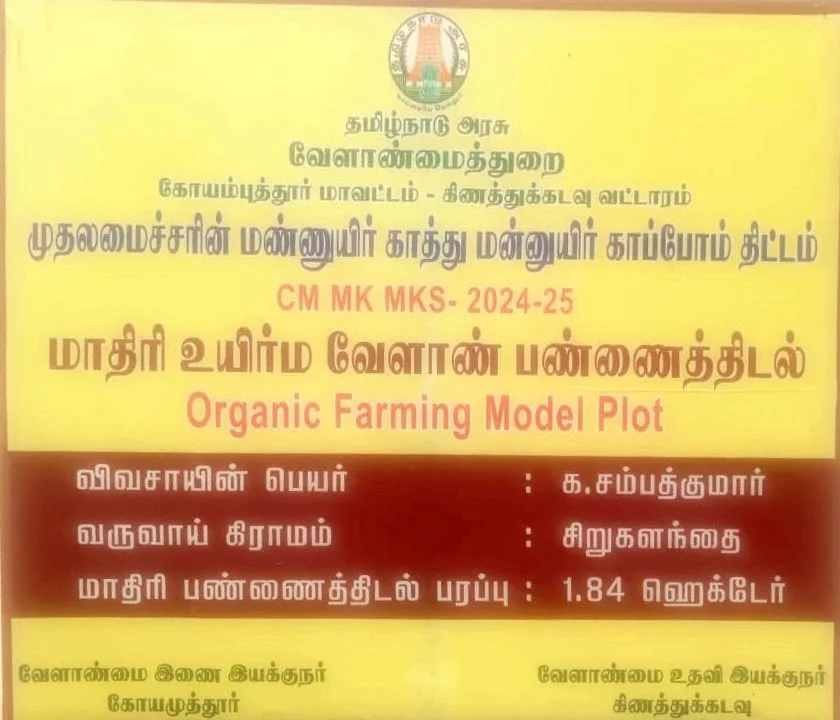 தமிழ்நாடு அரசு
தமிழ்நாடு அரசு
வேளாண்மைத்துறை
கோயம்புத்தூர் மாவட்டம் - கிணத்துக்கடவு வட்டாரம்
முதலமைச்சரின் மண்ணுயிர் காத்து மன்னுயிர் காப்போம் திட்டம்
CM MK MKS- 2024-25
மாதிரி உயிர்ம வேளாண் பண்ணைத்திடல்
Organic Farming Model Plot
விவசாயின் பெயர் : க.சம்பத்குமார்
வருவாய் கிராமம் : சிறுகளந்தை
மாதிரி பண்ணைத்திடல் பரப்பு : 1.84 ஹெக்டேர்
வேளாண்மை இணை இயக்குநர் வேளாண்மை உதவி இயக்குநர்
கோயமுத்தூர் கிணத்துக்கடவு